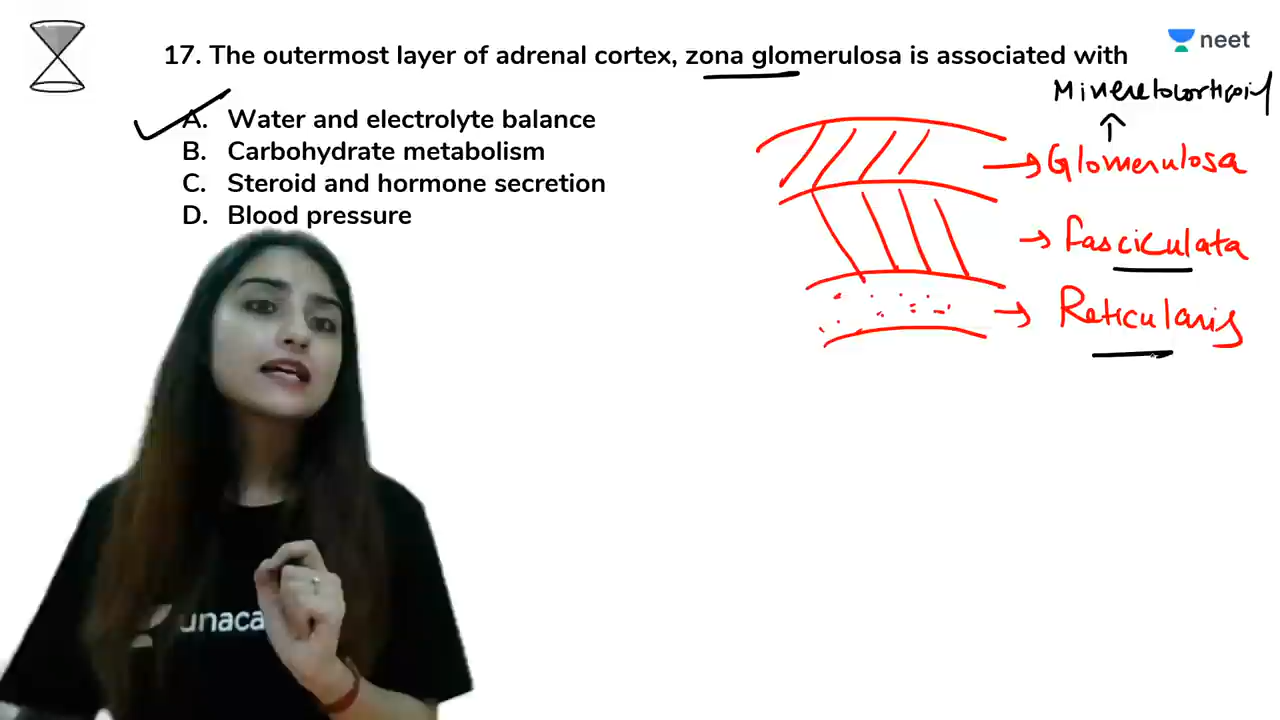 neet
17. The outermost layer of adrenal cortex, zona glomerulosa is associated with
A. Water and electrolyte balance
B. Carbohydrate metabolism
C. Steroid and hormone secretion
D. Blood pressure
Glomerulosa
Fasciculata
Reticularis
unaca